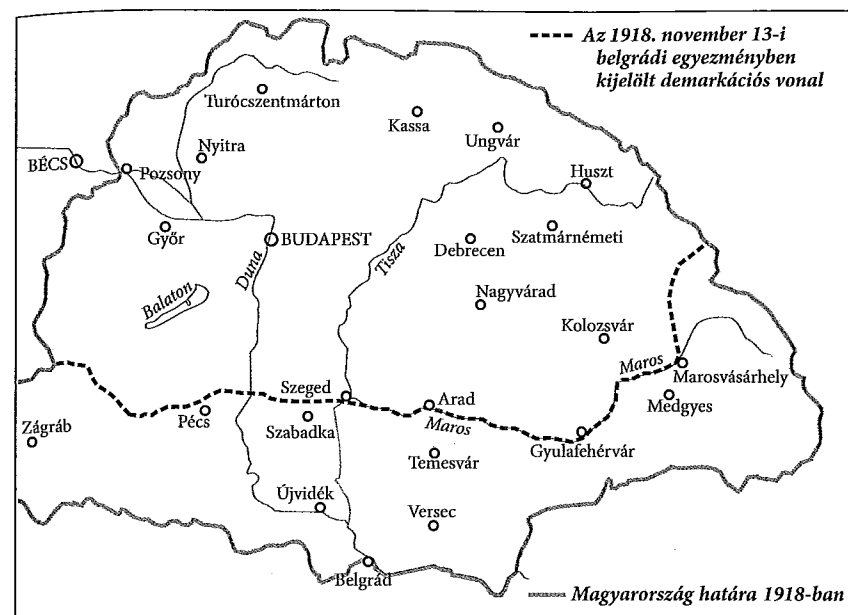 Az 1918. november 13-i
belgrádi egyezményben
kijelölt demarkációs vonal
Turócszentmárton
Kassa
Ungvár
Nyitra
BÉCS
Pozsony
Huszt
Győr
BUDAPEST
Debrecen
Szatmárnémeti
Duna
Tisza
Balaton
Nagyvárad
Kolozsvár
Maros
Marosvásárhely
Szeged
Arad
Medgyes
Zágráb
Pécs
Szabadka
Maros
Gyulafehérvár
Temesvár
Újvidék
Versec
Belgrád
Magyarország határa 1918-ban